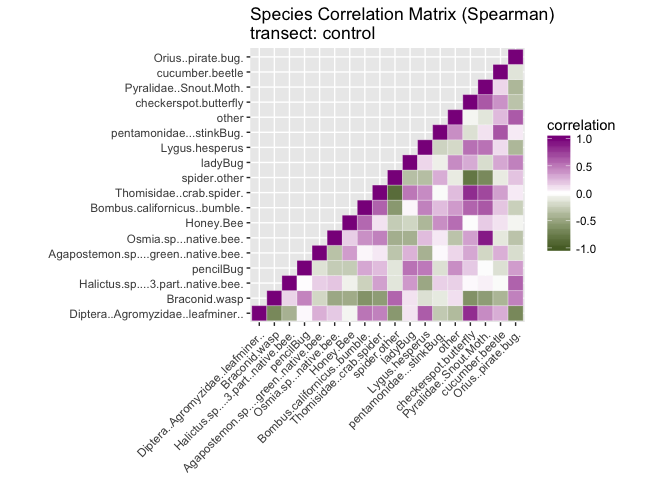 Species Correlation Matrix (Spearman)
transect: control
Orius..pirate.bug.
cucumber.beetle
Pyralidae..Snout.Moth.
checkerspot.butterfly
other
pentamonidae...stinkBug.
Lygus.hesperus
ladyBug
spider.other
Thomisidae..crab.spider.
Bombus.californicus..bumble.
Honey.Bee
Osmia.sp...native.bee.
Agapostemon.sp....green..native.bee.
pencilBug
Halictus.sp....3.part..native.bee.
Braconid.wasp
Diptera..Agromyzidae..leafminer..
Diptera..Agromyzidae..leafminer..
Braconid.wasp
Halictus.sp....3.part..native.bee.
pencilBug
Agapostemon.sp....green..native.bee.
Osmia.sp...native.bee.
Honey.Bee
Bombus.californicus..bumble.
Thomisidae..crab.spider.
spider.other
ladyBug
Lygus.hesperus
pentamonidae...stinkBug.
other
checkerspot.butterfly
Pyralidae..Snout.Moth.
cucumber.beetle
Orius..pirate.bug.
correlation
1.0
0.5
0.0
-0.5
-1.0